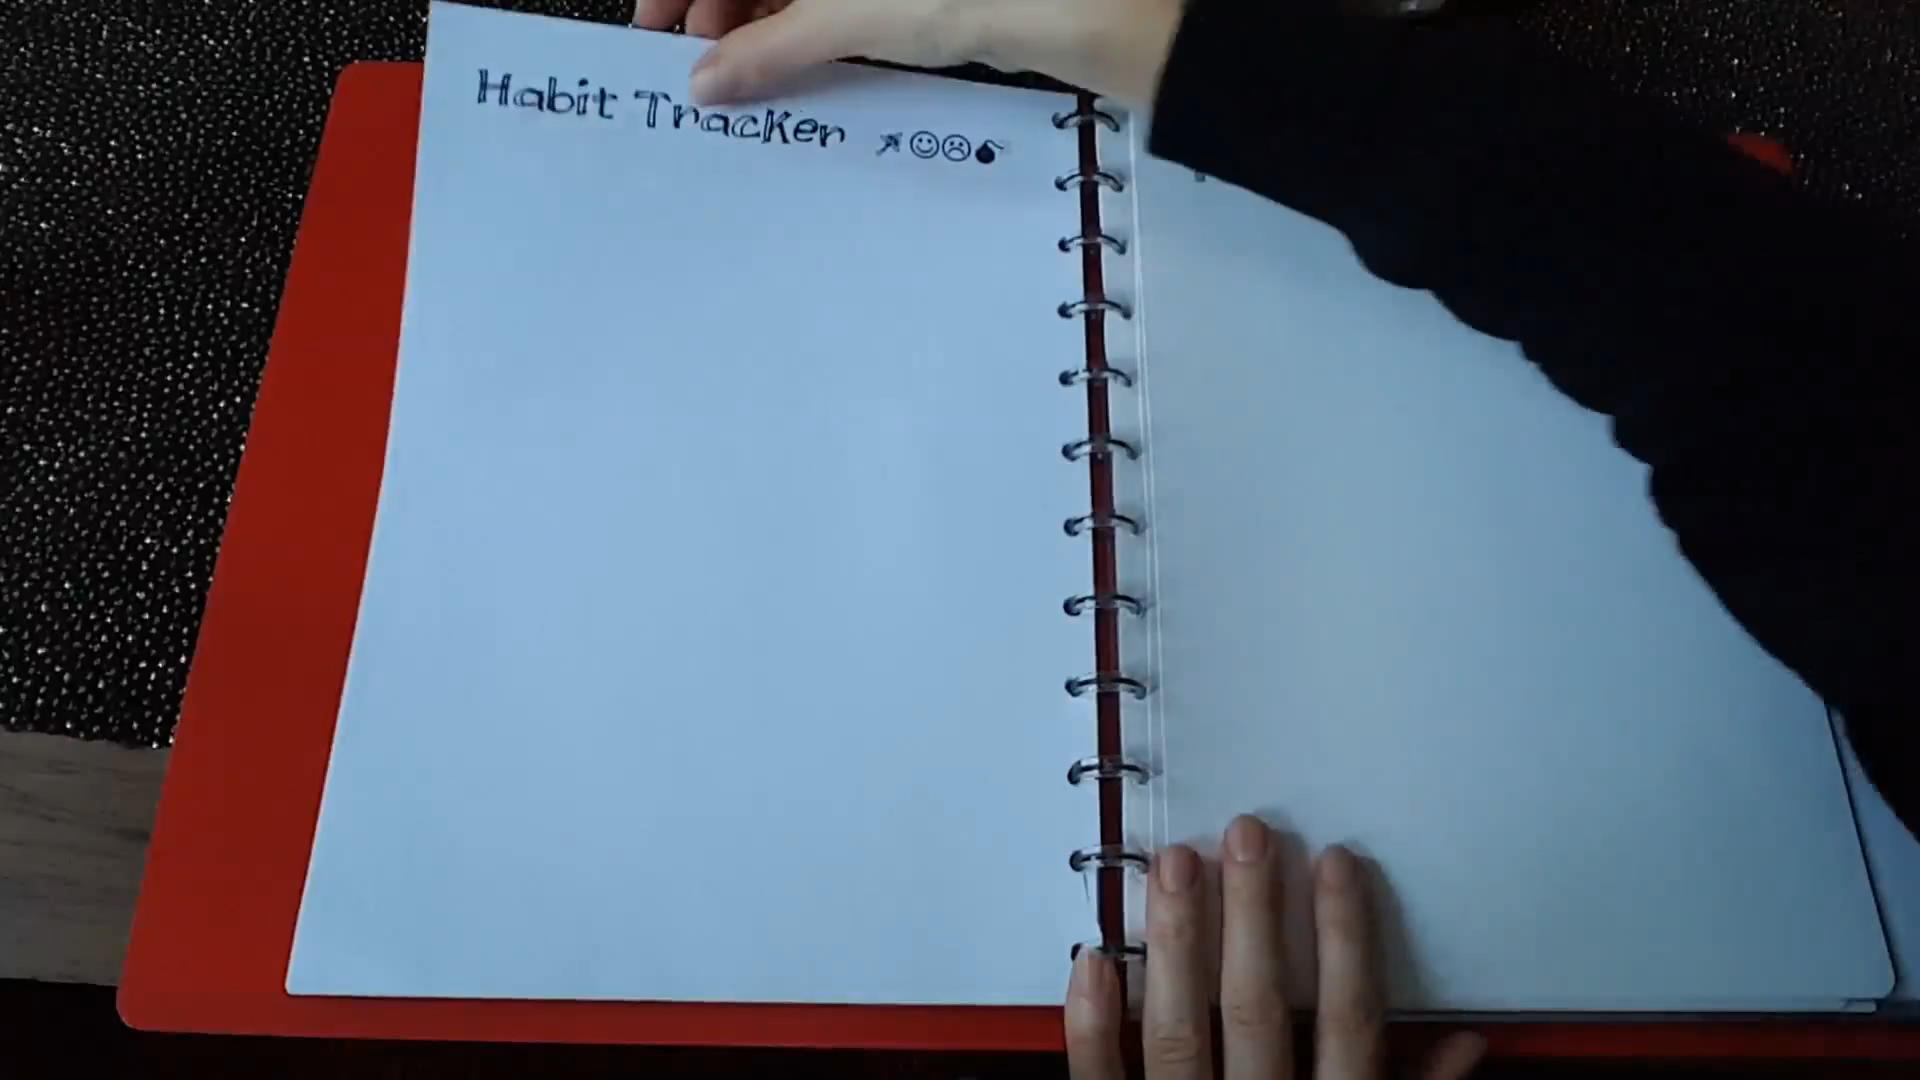 Habit Tracker ☺☹💣